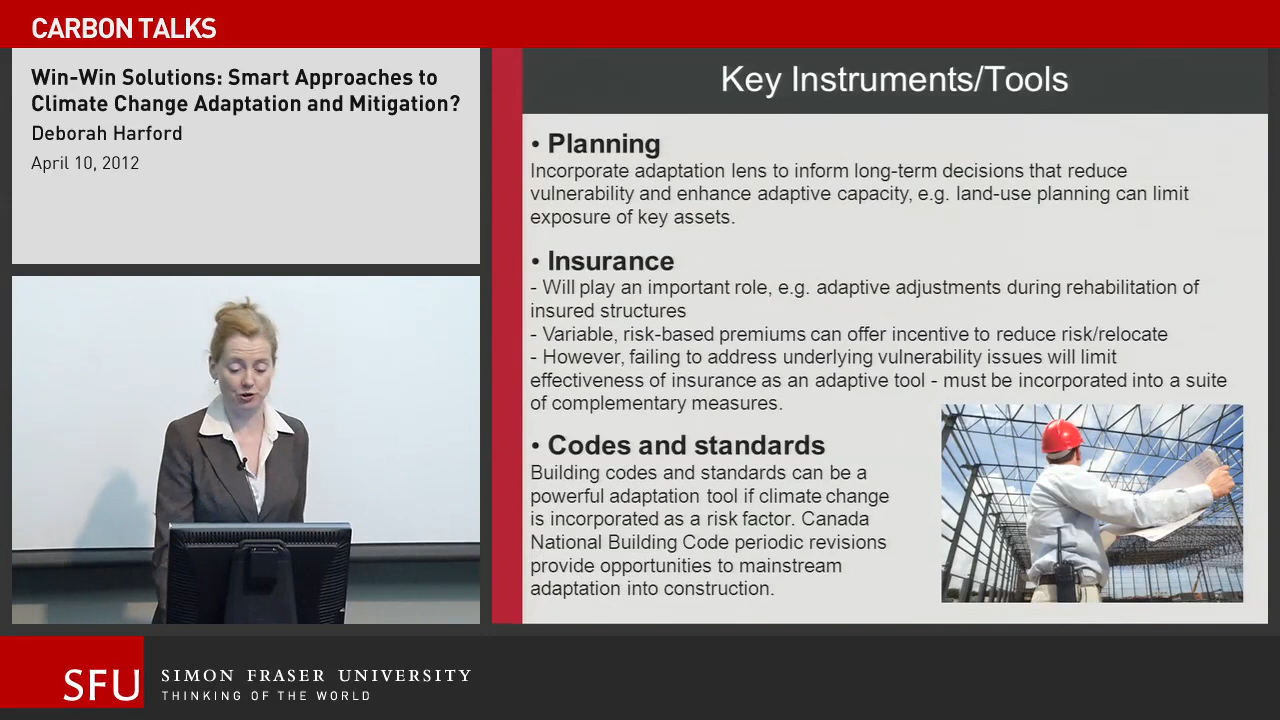 CARBON TALKS
Win-Win Solutions: Smart Approaches to
Climate Change Adaptation and Mitigation?
Deborah Harford
April 10, 2012
Key Instruments/Tools
• Planning
Incorporate adaptation lens to inform long-term decisions that reduce
vulnerability and enhance adaptive capacity, e.g. land-use planning can limit
exposure of key assets.
• Insurance
- Will play an important role, e.g. adaptive adjustments during rehabilitation of
insured structures
- Variable, risk-based premiums can offer incentive to reduce risk/relocate
- However, failing to address underlying vulnerability issues will limit
effectiveness of insurance as an adaptive tool - must be incorporated into a suite
of complementary measures.
• Codes and standards
Building codes and standards can be a
powerful adaptation tool if climate change
is incorporated as a risk factor. Canada
National Building Code periodic revisions
provide opportunities to mainstream
adaptation into construction.
SFU
SIMON FRASER UNIVERSITY
THINKING OF THE WORLD